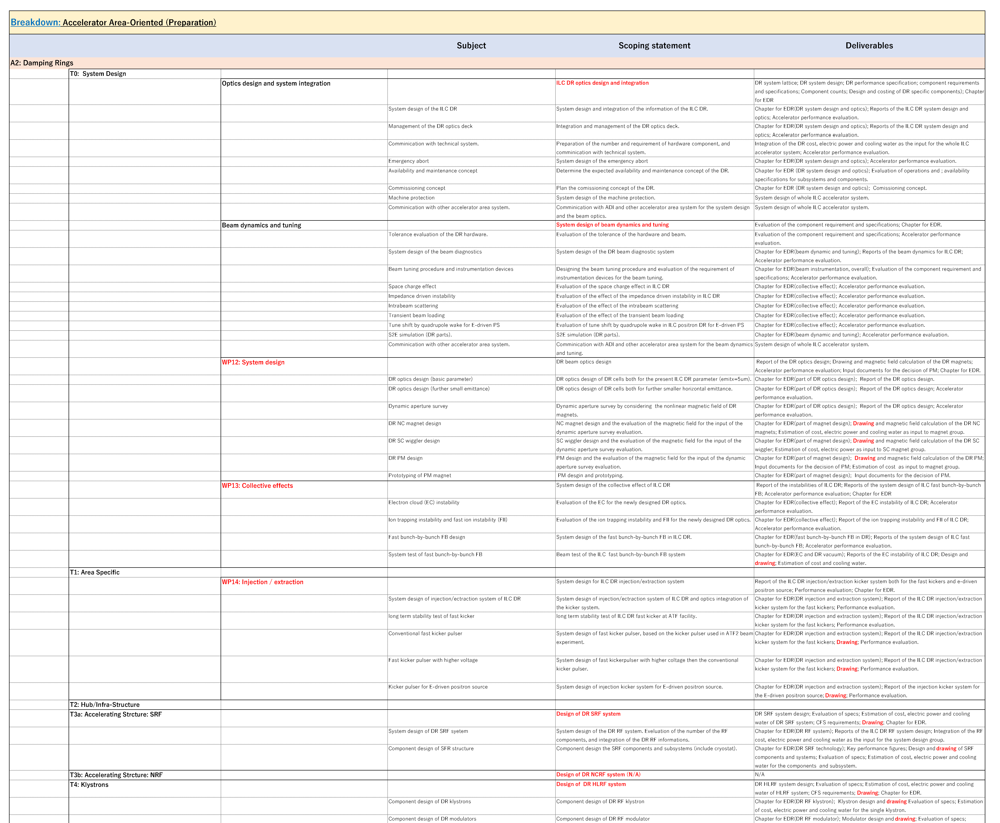 Breakdown: Accelerator Area-Oriented (Preparation)
Subject Scoping statement Deliverables
A2: Damping Rings
T0: System Design
Optics design and system integration ILC DR optics design and integration DR system lattice; DR system design; DR performance specification; component requirements
and specifications; Component counts; Design and costing of DR specific components); Chapter
for EDR
System design of the ILC DR System design and integration of the information of the ILC DR. Chapter for EDR(DR system design and optics); Reports of the ILC DR system design and
optics; Accelerator performance evaluation.
Management of the DR optics deck Integration and management of the DR optics deck. Chapter for EDR(DR system design and optics); Reports of the ILC DR system design and
optics; Accelerator performance evaluation.
Comminication with technical system. Preparation of the number and requirement of hardware component, and Integration of the DR cost, electric power and cooling water as the input for the whole ILC
comminication with technical system. accelerator system; Accelerator performance evaluation.
Emergency abort System design of the emergency abort Chapter for EDR(DR system design and optics); Accelerator performance evaluation.
Availability and maintenance concept Determine the expected availability and maintenance concept of the DR. Chapter for EDR (DR system design and optics); Evaluation of operations and ; availability
specifications for subsystems and components.
Commissioning concept Plan the comissioning concept of the DR. Chapter for EDR (DR system design and optics); Comissioning concept.
Machine protection System design of the machine protection. System design of whole ILC accelerator system.
Comminication with other accelerator area system. Comminication with ADI and other accelerator area system for the system design System design of whole ILC accelerator system.
and the beam optics.
Beam dynamics and tuning System design of beam dynamics and tuning Evaluation of the component requirement and specifications; Chapter for EDR.
Tolerance evaluation of the DR hardware. Evaluation of the tolerance of the hardware and beam. Evaluation of the component requirement and specifications; Accelerator performance
evaluation.
System design of the beam diagnostics System design of the DR beam diagnostic system Chapter for EDR(beam dynamic and tuning); Reports of the beam dynamics for ILC DR;
Accelerator performance evaluation.
Beam tuning procedure and instrumentation devices Designing the beam tuning procedure and evaluation of the requirement of Chapter for EDR(beam instrumentation, overall); Evaluation of the component requirement and
instrumentation devices for the beam tuning. specifications; Accelerator performance evaluation.
Space charge effect Evaluation of the space charge effect in ILC DR Chapter for EDR(collective effect); Accelerator performance evaluation.
Impedance driven instability Evaluation of the effect of the impedance driven instability in ILC DR Chapter for EDR(collective effect); Accelerator performance evaluation.
Intrabeam scattering Evaluation of the effect of the intrabeam scattering Chapter for EDR(collective effect); Accelerator performance evaluation.
Transient beam loading Evaluation of the effect of the transient beam loading Chapter for EDR(collective effect); Accelerator performance evaluation.
Tune shift by quadrupole wake for E-driven PS Evaluation of tune shift by quadrupole wake in ILC positron DR for E-driven PS Chapter for EDR(collective effect); Accelerator performance evaluation.
S2E simulation (DR parts). S2E simulation (DR parts). Chapter for EDR(beam dynamic and tuning); Accelerator performance evaluation.
Comminication with other accelerator area system. Comminication with ADI and other accelerator area system for the beam dynamics System design of whole ILC accelerator system.
and tuning.
WP12: System design DR beam optics design Report of the DR optics design; Drawing and magnetic field calculation of the DR magnets;
Accelerator performance evaluation; Input documents for the decision of PM; Chapter for EDR.
DR optics design (basic parameter) DR optics design of DR cells both for the present ILC DR parameter (emitx=5um). Chapter for EDR(part of DR optics design); Report of the DR optics design.
DR optics design (further small emittance) DR optics design of DR cells both for further smaller horizontal emittance. Chapter for EDR(part of DR optics design); Report of the DR optics design; Accelerator
performance evaluation.
Dynamic aperture survey Dynamic aperture survey by considering the nonlinear magnetic field of DR Chapter for EDR(part of DR optics design); Report of the DR optics design; Accelerator
magnets. performance evaluation.
DR NC magnet design NC magnet design and the evaluation of the magnetic field for the input of the Chapter for EDR(part of magnet design); Drawing and magnetic field calculation of the DR NC
dynamic aperture survey evaluation. magnets; Estimation of cost, electric power and cooling water as input to magnet group.
DR SC wiggler design SC wiggler design and the evaluation of the magnetic field for the input of the Chapter for EDR(part of magnet design); Drawing and magnetic field calculation of the DR SC
dynamic aperture survey evaluation. wiggler; Estimation of cost, electric power as input to SC magnet group.
DR PM design PM design and the evaluation of the magnetic field for the input of the dynamic Chapter for EDR(part of magnet design); Drawing and magnetic field calculation of the DR PM;
aperture survey evaluation. Input documents for the decision of PM; Estimation of cost as input to magnet group.
Prototyping of PM magnet PM desgin and prototyping. Chapter for EDR(part of magnet design); Input documents for the decision of PM.
WP13: Collective effects System design of the collective effect of ILC DR Report of the instabilities of ILC DR; Reports of the system design of ILC fast bunch-by-bunch
FB; Accelerator performance evaluation; Chapter for EDR
Electron cloud (EC) instability Evaluation of the EC for the newly designed DR optics. Chapter for EDR(collective effect); Report of the EC instability of ILC DR; Accelerator
performance evaluation.
Ion trapping instability and fast ion instability (FII) Evaluation of the ion trapping instability and FII for the newly designed DR optics. Chapter for EDR(collective effect); Report of the ion trapping instability and FII of ILC DR;
Accelerator performance evaluation.
Fast bunch-by-bunch FB design System design of the fast bunch-by-bunch FB in ILC DR. Chapter for EDR(fast bunch-by-bunch FB in DR); Reports of the system design of ILC fast
bunch-by-bunch FB; Accelerator performance evaluation.
System test of fast bunch-by-bunch FB Beam test of the ILC fast bunch-by-bunch FB system Chapter for EDR(EC and DR vacuum); Reports of the EC instability of ILC DR; Design and
drawing; Estimation of cost and cooling water.
T1: Area Specific
WP14: Injection / extraction System design for ILC DR injection/extraction system Report of the ILC DR injection/extraction kicker system both for the fast kickers and e-driven
positron source; Performance evaluation; Chapter for EDR.
System design of injection/ectraction system of ILC DR System design of injection/ectraction system of ILC DR and optics integration of Chapter for EDR(DR injection and extraction system); Report of the ILC DR injection/extraction
the kicker system. kicker system for the fast kickers; Performance evaluation.
long term stability test of fast kicker long term stability test of ILC DR fast kicker at ATF facility. Chapter for EDR(DR injection and extraction system); Report of the ILC DR injection/extraction
kicker system for the fast kickers; Performance evaluation.
Conventional fast kicker pulser System design of fast kicker pulser, based on the kicker pulser used in ATF2 beam Chapter for EDR(DR injection and extraction system); Report of the ILC DR injection/extraction
experiment. kicker system for the fast kickers; Drawing; Performance evaluation.
Fast kicker pulser with higher voltage System design of fast kickerpulser with higher coltage then the conventional Chapter for EDR(DR injection and extraction system); Report of the ILC DR injection/extraction
kicker pulser. kicker system for the fast kickers; Drawing; Performance evaluation.
Kicker pulser for E-driven positron source System design of injection kicker system for E-driven positron source. Chapter for EDR(DR injection and extraction system); Report of the injection kicker system for
the E-driven positron source; Drawing; Performance evaluation.
T2: Hub/Infra-Structure
T3a: Accelerating Strcture: SRF Design of DR SRF system DR SRF system design; Evaluation of specs; Estimation of cost, electric power and cooling
water of DR SRF system; CFS requirements; Drawing; Chapter for EDR.
System design of DR SRF syetem System design of the DR RF system. Eveluation of the number of the RF Chapter for EDR(DR RF system); Reports of the ILC DR RF system design; Integration of the RF
components, and integration of the DR RF informations. cost, electric power and cooling water as the input for the system design group.
Component design of SFR structure Component design the SRF components and subsystems (include cryostat). Chapter for EDR(DR SRF technology); Key performance figures; Design and drawing of SRF
components and systems; Evaluation of specs; Estimation of cost, electric power and cooling
water for the components and subsystem.
T3b: Accelerating Strcture: NRF Design of DR NCRF system (N/A) N/A
T4: Klystrons Design of DR HLRF system DR HLRF system design; Evaluation of specs; Estimation of cost, electric power and cooling
water of HLRF system; CFS requirements; Drawing; Chapter for EDR.
Component design of DR klystrons Component design of DR RF klystron Chapter for EDR(DR RF klystron); Klystron design and drawing Evaluation of specs; Estimation
of cost, electric power and cooling water for the single klystron.
Component design of DR modulators Component design of DR RF modulator Chapter for EDR(DR RF modulator); Modulator design and drawing; Evaluation of specs;